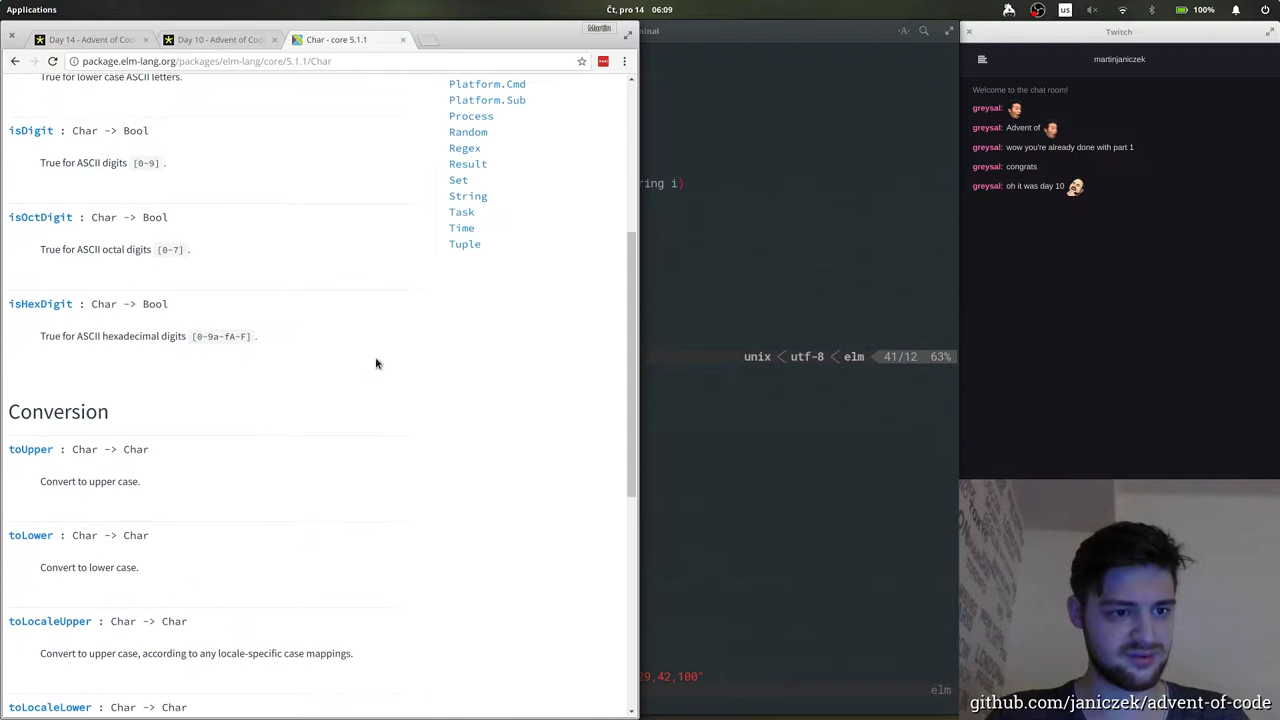 Applications
Čt, pro 14 06:09
us
100%
Martin
Day 14 - Advent of Co
Day 10 - Advent of Code
Char - core 5.1.1
package.elm-lang.org/packages/elm-lang/core/5.1.1/Char
True for lower case ASCII letters.
isDigit : Char -> Bool
True for ASCII digits [0-9] .
isOctDigit : Char -> Bool
True for ASCII octal digits [0-7] .
isHexDigit : Char -> Bool
True for ASCII hexadecimal digits [0-9a-fA-F] .
Conversion
toUpper : Char -> Char
Convert to upper case.
toLower : Char -> Char
Convert to lower case.
toLocaleUpper : Char -> Char
Convert to upper case, according to any locale-specific case mappings.
toLocaleLower : Char -> Char
Platform.Cmd
Platform.Sub
Process
Random
Regex
Result
Set
String
Task
Time
Tuple
minal
-A-
ring i)
unix < utf-8 < elm 41/12 63%
29,42,100"
elm
Twitch
martinjaniczek
Welcome to the chat room!
greysal:
greysal: Advent of
greysal: wow you're already done with part 1
greysal: congrats
greysal: oh it was day 10
github.com/janiczek/advent-of-code